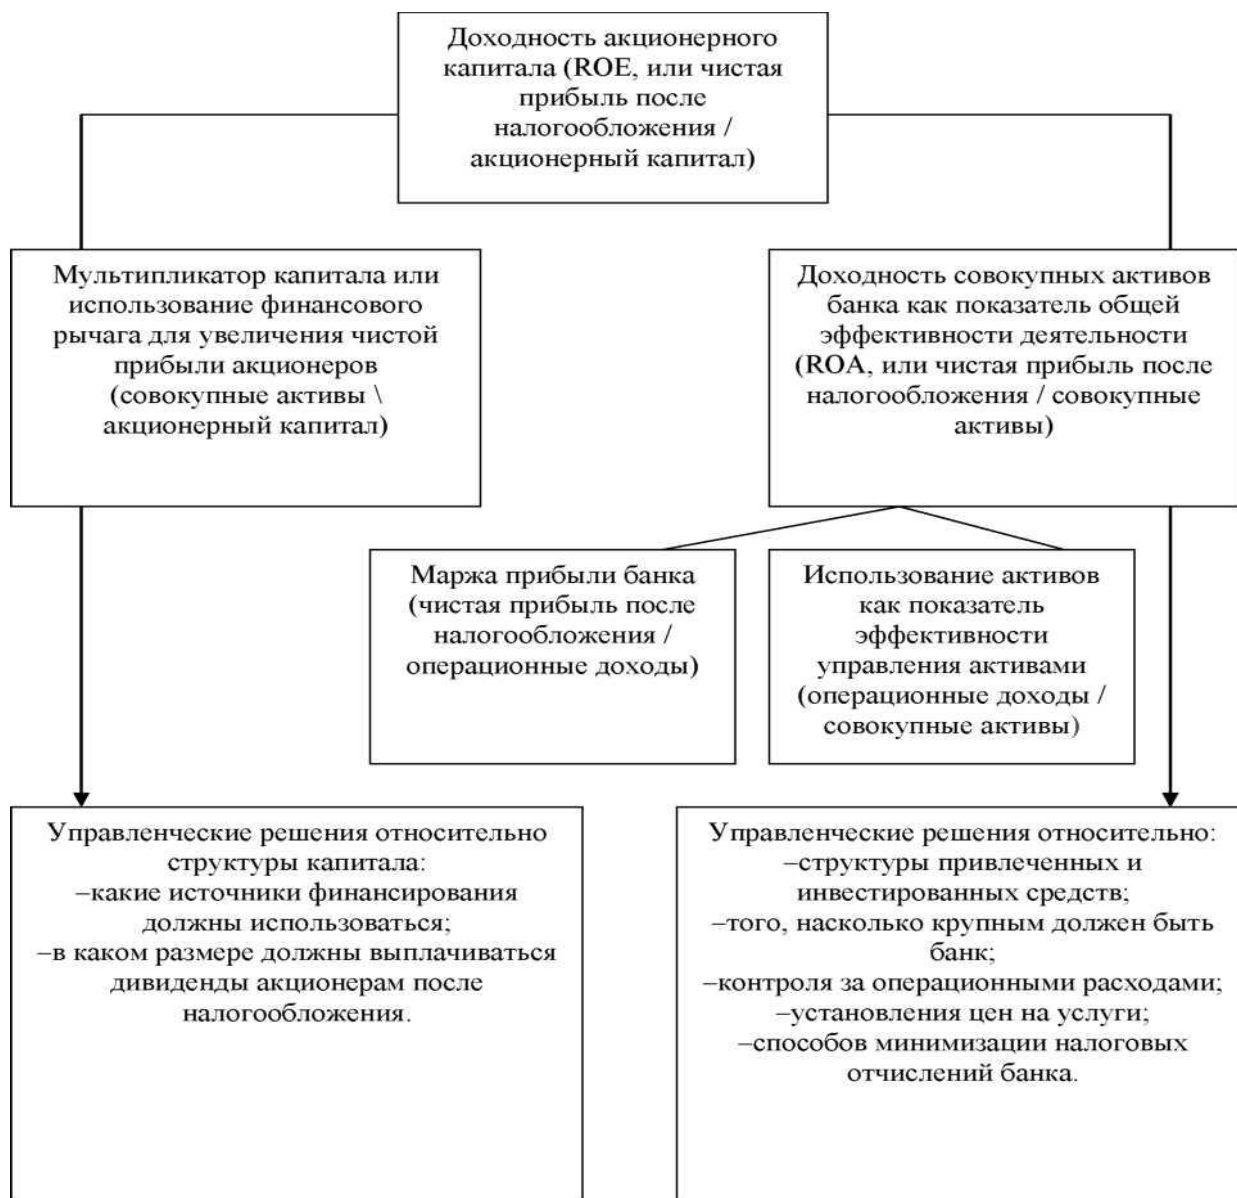 Доходность акционерного
капитала (ROE, или чистая
прибыль после
налогообложения /
акционерный капитал)
Мультипликатор капитала или
использование финансового
рычага для увеличения чистой
прибыли акционеров
(совокупные активы \
акционерный капитал)
Доходность совокупных активов
банка как показатель общей
эффективности деятельности
(ROA, или чистая прибыль после
налогообложения / совокупные
активы)
Маржа прибыли банка
(чистая прибыль после
налогообложения /
операционные доходы)
Использование активов
как показатель
эффективности
управления активами
(операционные доходы /
совокупные активы)
Управленческие решения относительно
структуры капитала:
–какие источники финансирования
должны использоваться;
–в каком размере должны выплачиваться
дивиденды акционерам после
налогообложения.
Управленческие решения относительно:
–структуры привлеченных и
инвестированных средств;
–того, насколько крупным должен быть
банк;
–контроля за операционными расходами;
–установления цен на услуги;
–способов минимизации налоговых
отчислений банка.